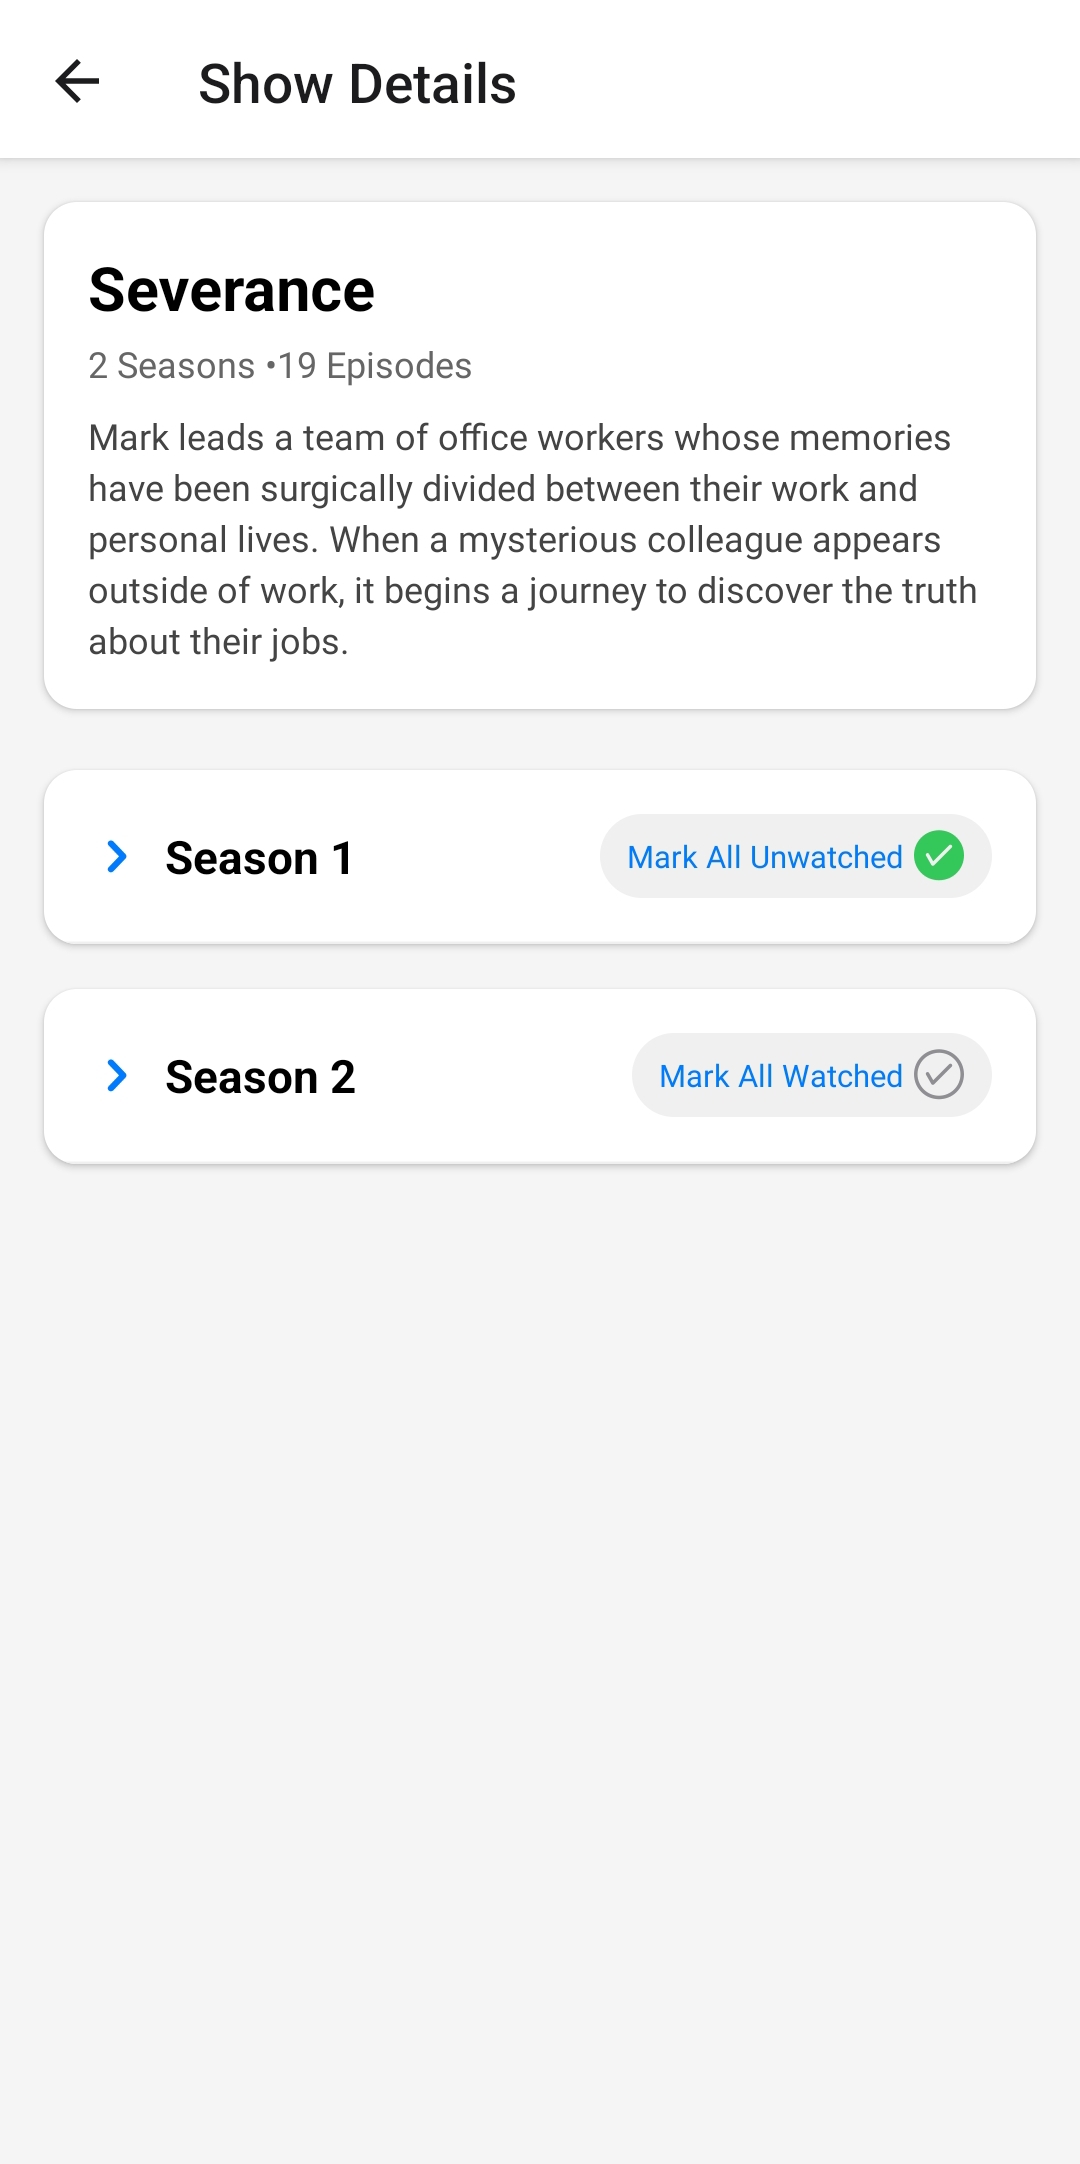 Show Details
Severance
2 Seasons •19 Episodes
Mark leads a team of office workers whose memories
have been surgically divided between their work and
personal lives. When a mysterious colleague appears
outside of work, it begins a journey to discover the truth
about their jobs.
Season 1
Mark All Unwatched
Season 2
Mark All Watched